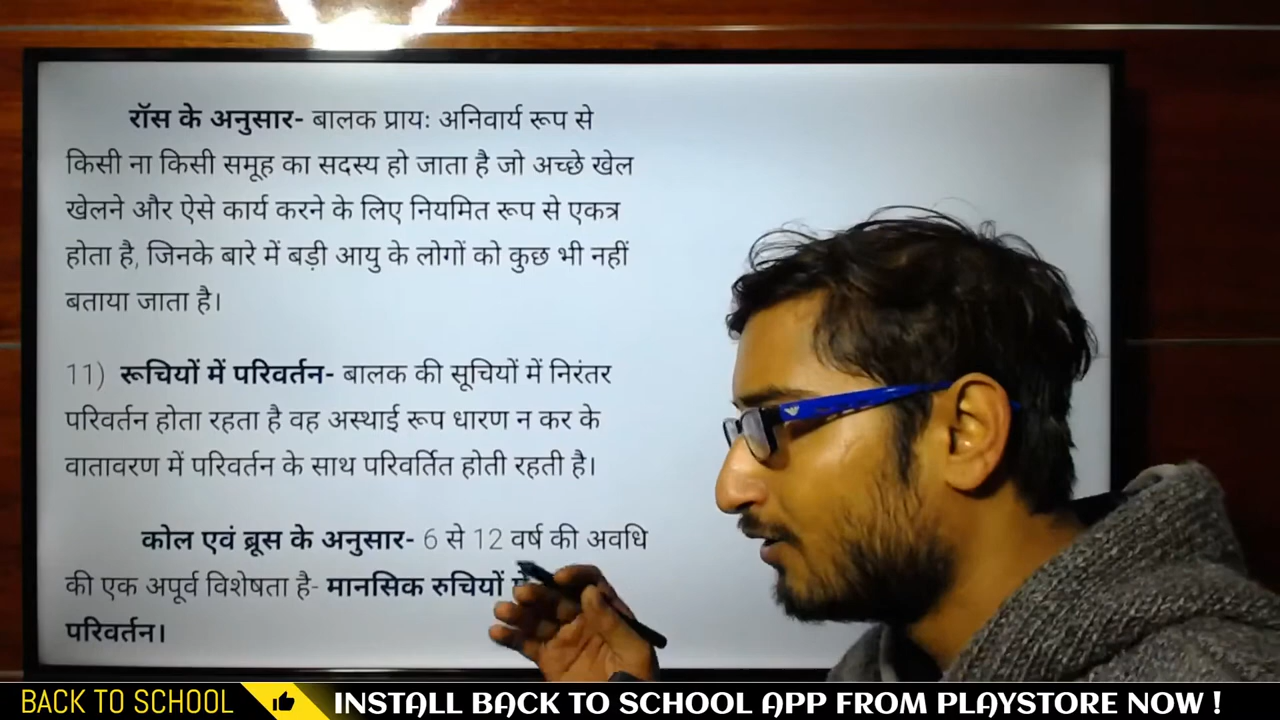 रॉस के अनुसार- बालक प्रायः अनिवार्य रूप से
किसी ना किसी समूह का सदस्य हो जाता है जो अच्छे खेल
खेलने और ऐसे कार्य करने के लिए नियमित रूप से एकत्र
होता है, जिनके बारे में बड़ी आयु के लोगों को कुछ भी नहीं
बताया जाता है।
11) रूचियों में परिवर्तन- बालक की सूचियों में निरंतर
परिवर्तन होता रहता है वह अस्थाई रूप धारण न कर के
वातावरण में परिवर्तन के साथ परिवर्तित होती रहती है।
कोल एवं ब्रूस के अनुसार- 6 से 12 वर्ष की अवधि
की एक अपूर्व विशेषता है- मानसिक रुचियों
परिवर्तन।
BACK TO SCHOOL INSTALL BACK TO SCHOOL APP FROM PLAYSTORE NOW !